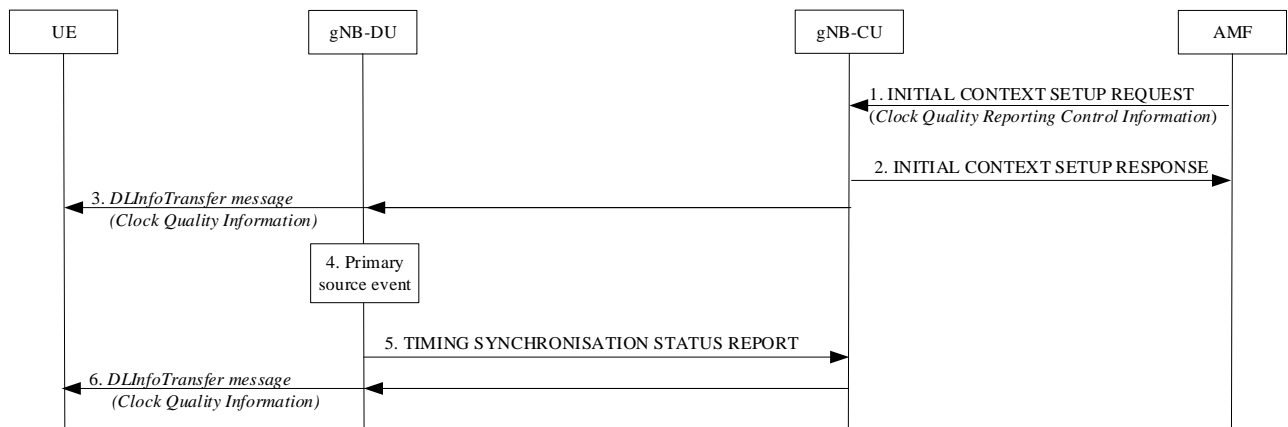 UE
gNB-DU
gNB-CU
AMF
1. INITIAL CONTEXT SETUP REQUEST
(Clock Quality Reporting Control Information)
2. INITIAL CONTEXT SETUP RESPONSE
3. DLInfoTransfer message
(Clock Quality Information)
4. Primary
source event
5. TIMING SYNCHRONISATION STATUS REPORT
6. DLInfoTransfer message
(Clock Quality Information)